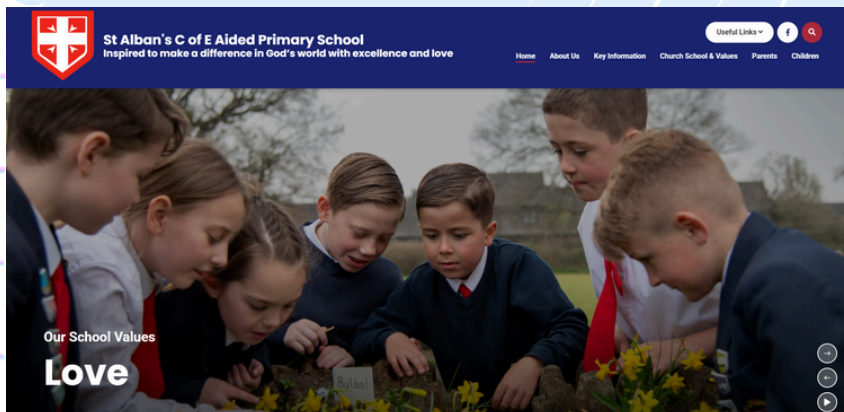 St Alban's C of E Aided Primary School
Inspired to make a difference in God's world with excellence and love
Useful Links
Home About Us Key Information Church School & Values Parents Children
Our School Values
Love
Bulbs!